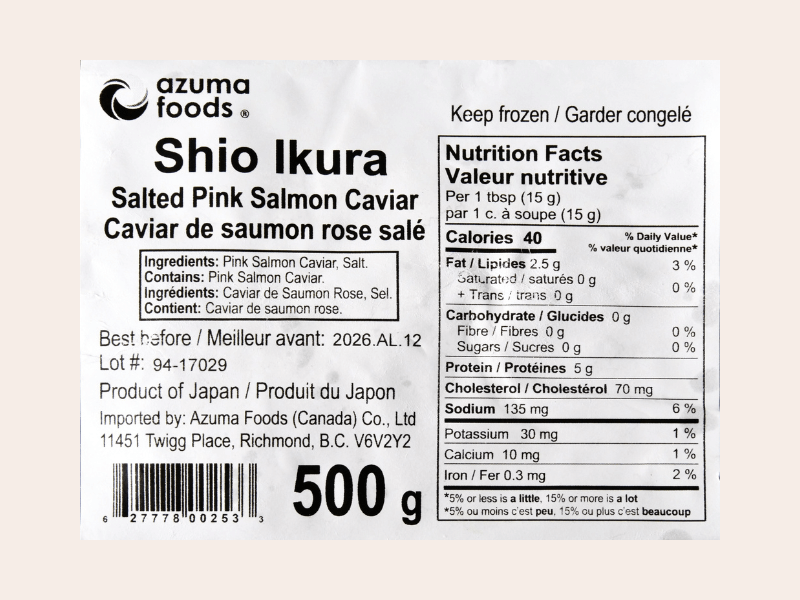 azuma
foods ®
Shio Ikura
Salted Pink Salmon Caviar
Caviar de saumon rose salé
Ingredients: Pink Salmon Caviar, Salt.
Contains: Pink Salmon Caviar.
Ingrédients: Caviar de Saumon Rose, Sel.
Contient: Caviar de saumon rose.
Best before / Meilleur avant: 2026.AL.12
Lot #: 94-17029
Product of Japan / Produit du Japon
Imported by: Azuma Foods (Canada) Co., Ltd
11451 Twigg Place, Richmond, B.C. V6V2Y2
6 27778 00253 3
500 g
Keep frozen / Garder congelé
Nutrition Facts
Valeur nutritive
Per 1 tbsp (15 g)
par 1 c. à soupe (15 g)
Calories 40
% Daily Value*
% valeur quotidienne*
Fat / Lipides 2.5 g 3 %
Saturated / saturés 0 g
+ Trans / trans 0 g
0 %
Carbohydrate / Glucides 0 g
Fibre / Fibres 0 g 0 %
Sugars / Sucres 0 g 0 %
Protein / Protéines 5 g
Cholesterol / Cholestérol 70 mg
Sodium 135 mg 6 %
Potassium 30 mg 1 %
Calcium 10 mg 1 %
Iron / Fer 0.3 mg 2 %
*5% or less is a little, 15% or more is a lot
*5% ou moins c'est peu, 15% ou plus c'est beaucoup